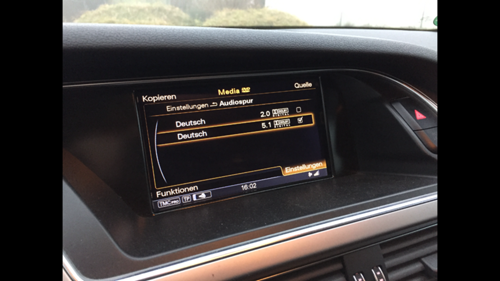 Media
Kopieren
Quelle
Einstellungen Audiospur
Deutsch 2.0
Deutsch 5.1
Einstellungen
Funktionen
TMC TP 16:02